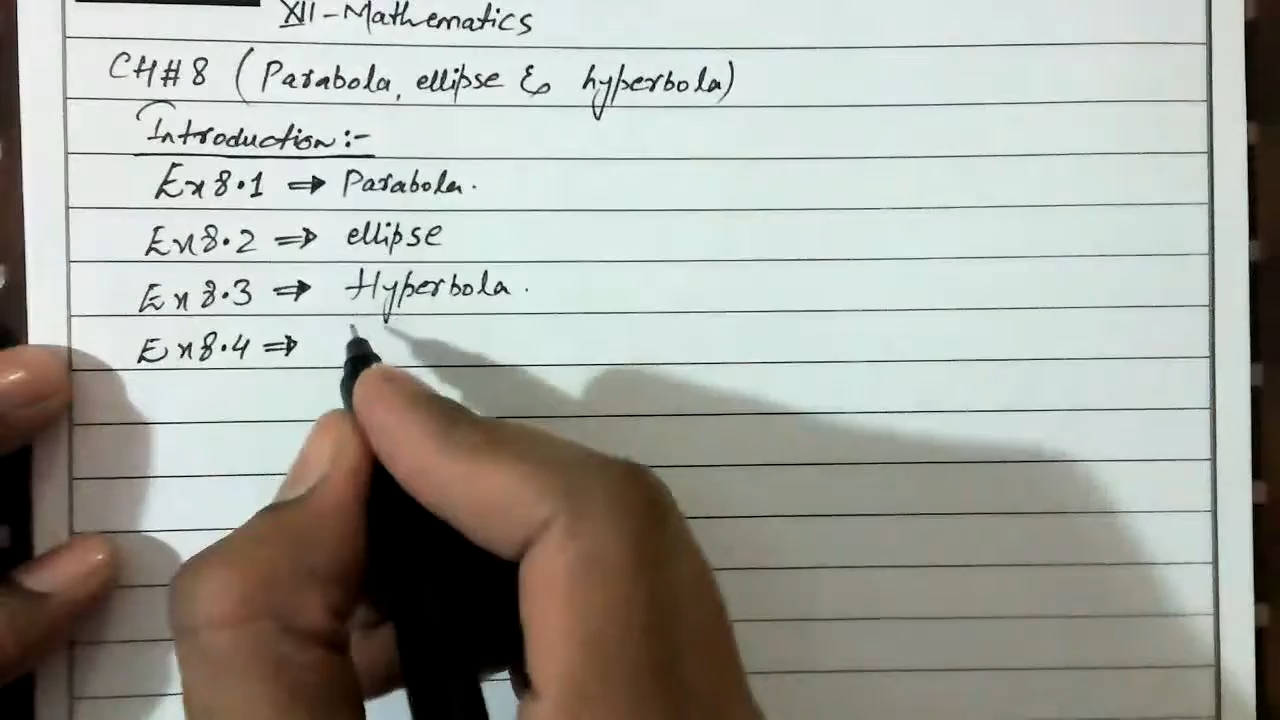 XII - Mathematics
CH # 8 (Parabola, ellipse & hyperbola)
Introduction :-
Ex 8.1 ⇒ Parabola.
Ex 8.2 ⇒ ellipse
Ex 8.3 ⇒ Hyperbola.
Ex 8.4 ⇒